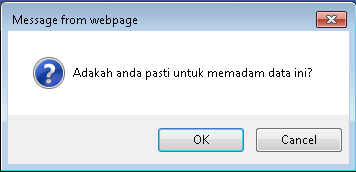 Message from webpage
Adakah anda pasti untuk memadam data ini?
OK
Cancel